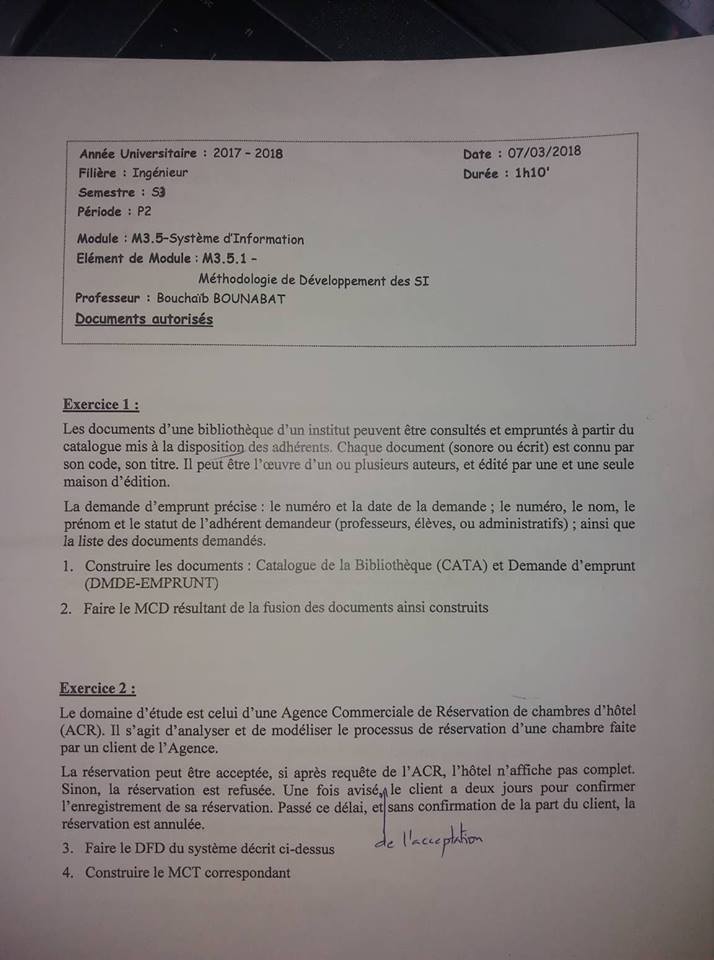 Année Universitaire : 2017 – 2018
Date : 07/03/2018
Filière : Ingénieur
Durée : 1h10'
Semestre : S3
Période : P2
Module : M3.5-Système d'Information
Elément de Module : M3.5.1 –
Méthodologie de Développement des SI
Professeur : Bouchaïb BOUNABAT
Documents autorisés
Exercice 1 :
Les documents d'une bibliothèque d'un institut peuvent être consultés et empruntés à partir du
catalogue mis à la disposition des adhérents. Chaque document (sonore ou écrit) est connu par
son code, son titre. Il peut être l'œuvre d'un ou plusieurs auteurs, et édité par une et une seule
maison d'édition.
La demande d'emprunt précise : le numéro et la date de la demande ; le numéro, le nom, le
prénom et le statut de l'adhérent demandeur (professeurs, élèves, ou administratifs) ; ainsi que
la liste des documents demandés.
1. Construire les documents : Catalogue de la Bibliothèque (CATA) et Demande d'emprunt
(DMDE-EMPRUNT)
2. Faire le MCD résultant de la fusion des documents ainsi construits
Exercice 2 :
Le domaine d'étude est celui d'une Agence Commerciale de Réservation de chambres d'hôtel
(ACR). Il s'agit d'analyser et de modéliser le processus de réservation d'une chambre faite
par un client de l'Agence.
La réservation peut être acceptée, si après requête de l'ACR, l'hôtel n'affiche pas complet.
Sinon, la réservation est refusée. Une fois avisé, le client a deux jours pour confirmer
l'enregistrement de sa réservation. Passé ce délai, et sans confirmation de la part du client, la
réservation est annulée.
de l'acceptation
3. Faire le DFD du système décrit ci-dessus
4. Construire le MCT correspondant